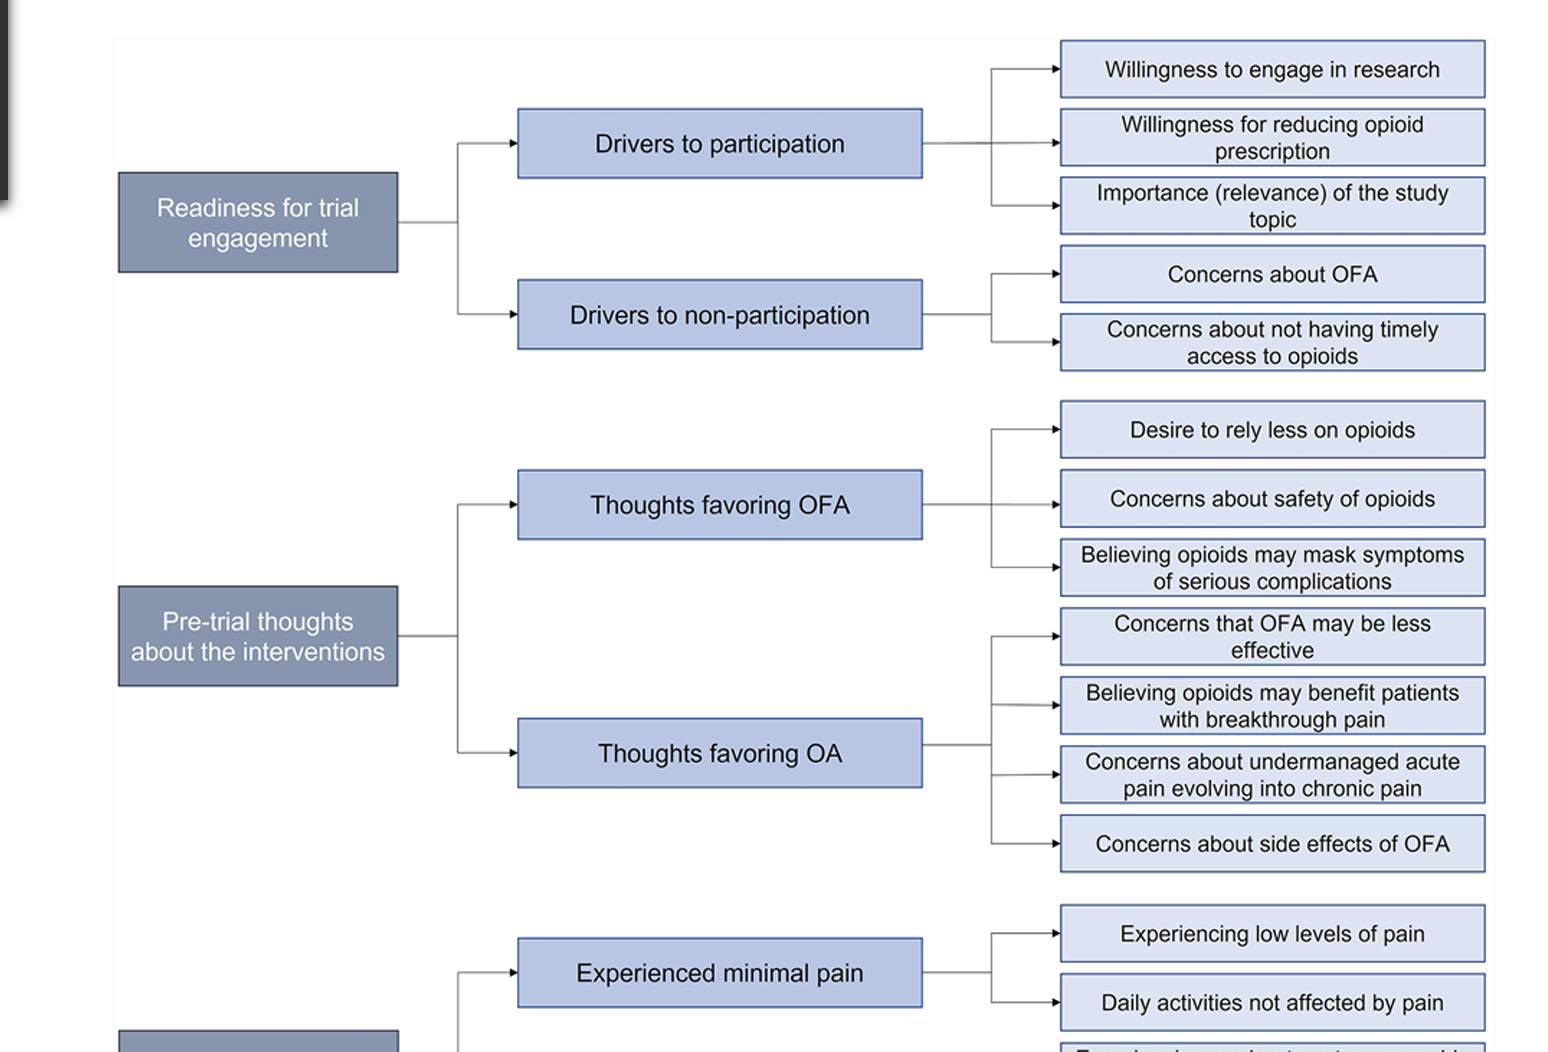 Readiness for trial
engagement
Drivers to participation
Willingness to engage in research
Willingness for reducing opioid
prescription
Importance (relevance) of the study
topic
Drivers to non-participation
Concerns about OFA
Concerns about not having timely
access to opioids
Pre-trial thoughts
about the interventions
Thoughts favoring OFA
Desire to rely less on opioids
Concerns about safety of opioids
Believing opioids may mask symptoms
of serious complications
Thoughts favoring OA
Concerns that OFA may be less
effective
Believing opioids may benefit patients
with breakthrough pain
Concerns about undermanaged acute
pain evolving into chronic pain
Concerns about side effects of OFA
Experienced minimal pain
Experiencing low levels of pain
Daily activities not affected by pain